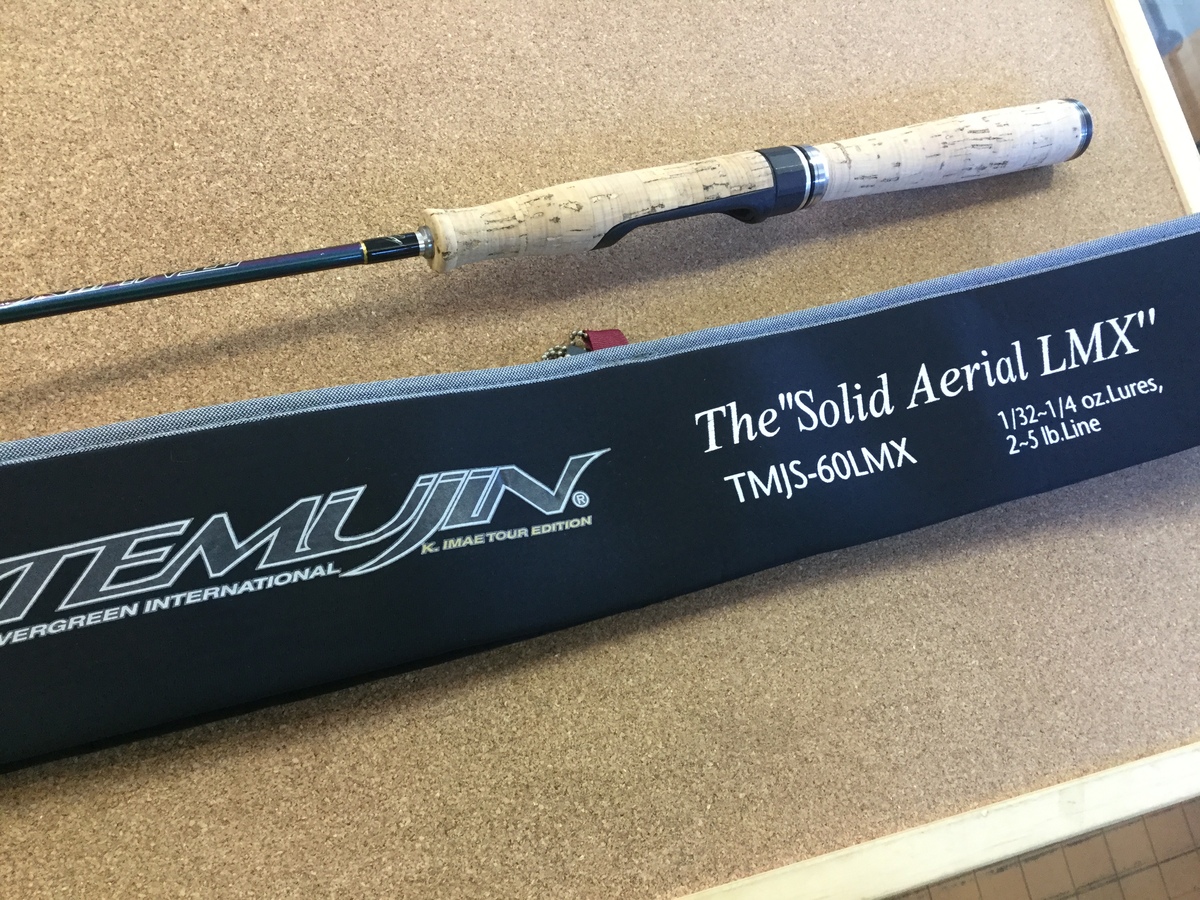 TEMUJIN®
VERGREEN INTERNATIONAL
K. IMAE TOUR EDITION
The"Solid Aerial LMX"
TMJS-60LMX
1/32~1/4 oz.Lures,
2~5 lb.Line